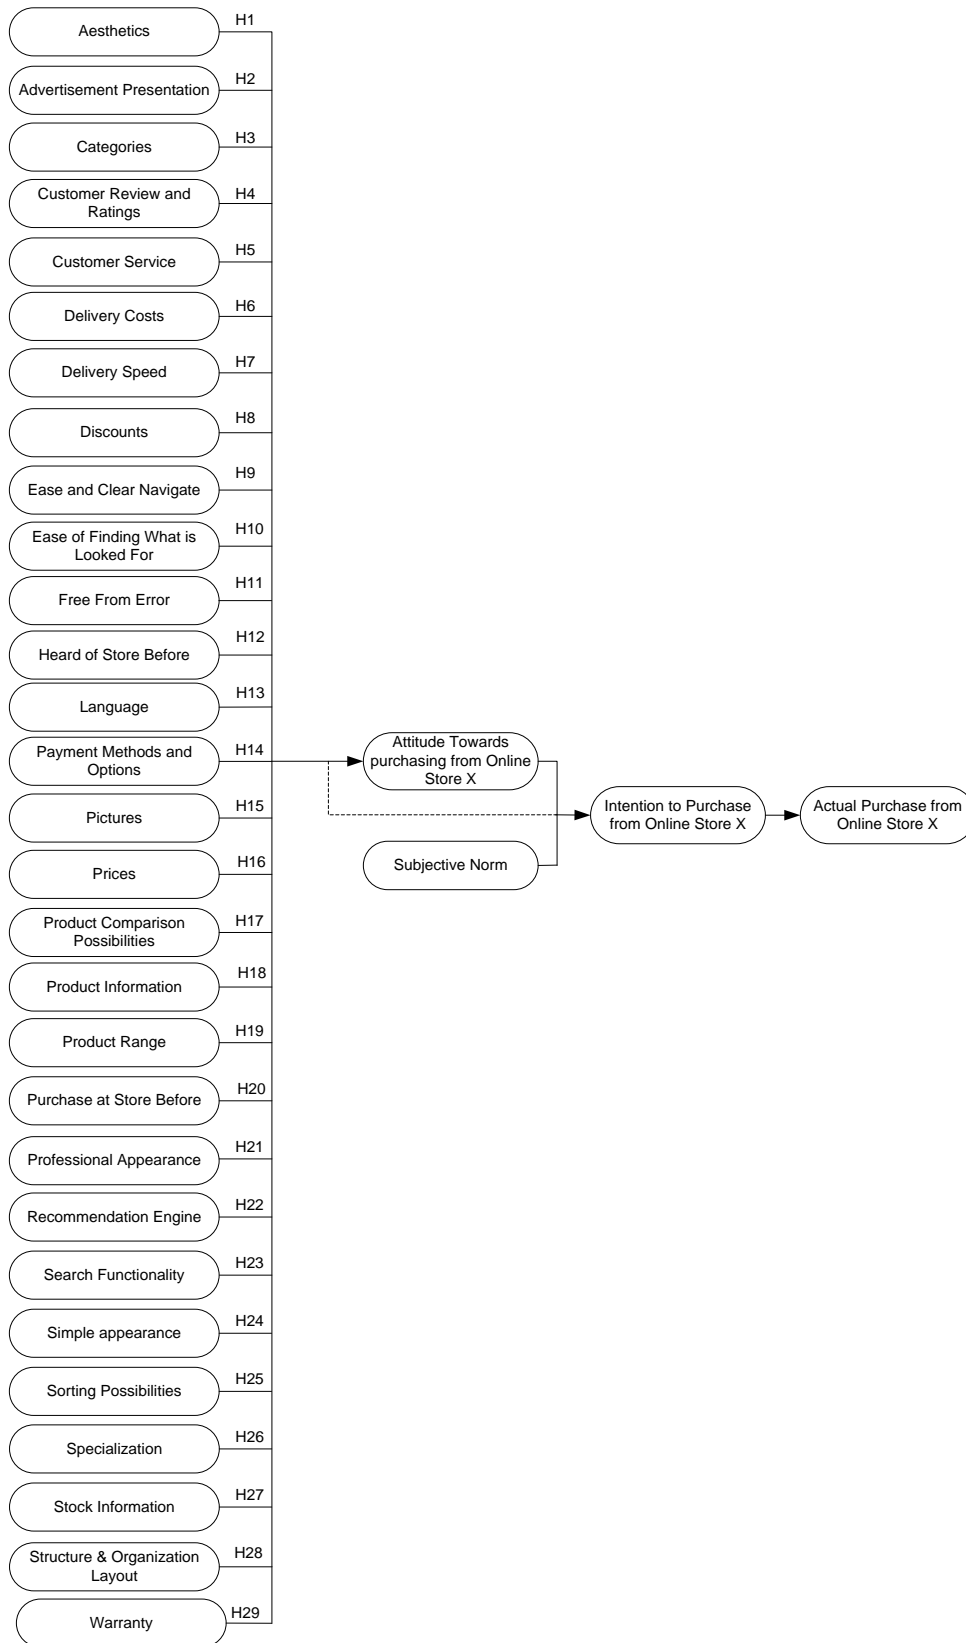 Aesthetics
H1
Advertisement Presentation
H2
Categories
H3
Customer Review and
Ratings
H4
Customer Service
H5
Delivery Costs
H6
Delivery Speed
H7
Discounts
H8
Ease and Clear Navigate
H9
Ease of Finding What is
Looked For
H10
Free From Error
H11
Heard of Store Before
H12
Language
H13
Payment Methods and
Options
H14
Pictures
H15
Prices
H16
Product Comparison
Possibilities
H17
Product Information
H18
Product Range
H19
Purchase at Store Before
H20
Professional Appearance
H21
Recommendation Engine
H22
Search Functionality
H23
Simple appearance
H24
Sorting Possibilities
H25
Specialization
H26
Stock Information
H27
Structure & Organization
Layout
H28
Warranty
H29
Attitude Towards
purchasing from Online
Store X
Subjective Norm
Intention to Purchase
from Online Store X
Actual Purchase from
Online Store X